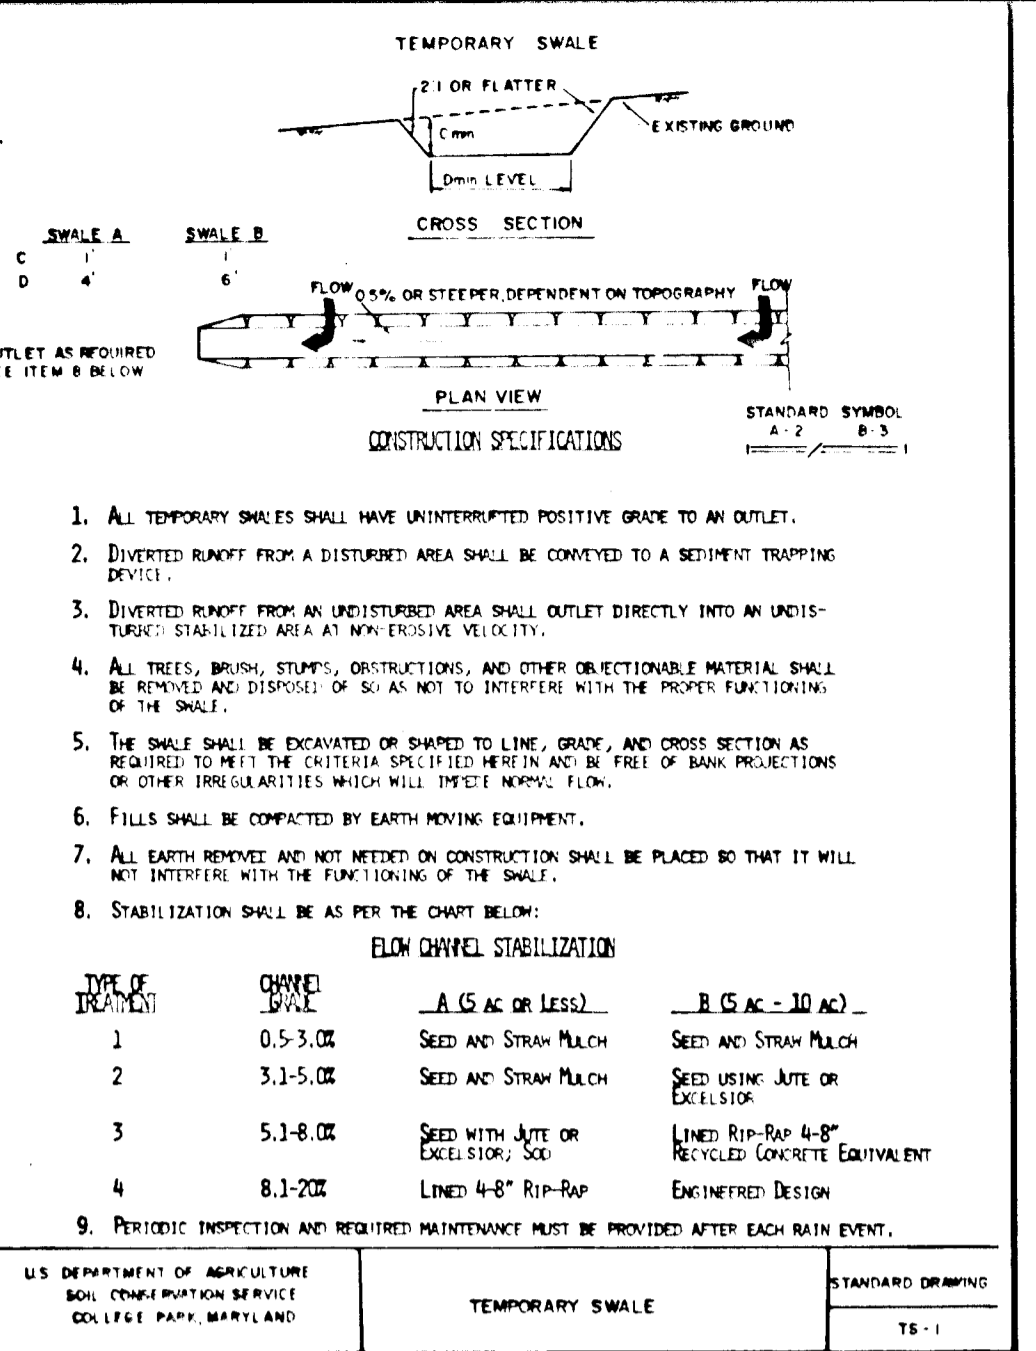 TEMPORARY SWALE
2:1 OR FLATTER
EXISTING GROUND
C min
Dmin LEVEL
CROSS SECTION
SWALE A SWALE B
C 1' 1'
D 4' 6'
FLOW 0.5% OR STEEPER, DEPENDENT ON TOPOGRAPHY FLOW
AS REQUIRED
ITEM 8 BELOW
PLAN VIEW
STANDARD SYMBOL
A-2 B-3
CONSTRUCTION SPECIFICATIONS
1. ALL TEMPORARY SWALES SHALL HAVE UNINTERRUPTED POSITIVE GRADE TO AN OUTLET.
2. DIVERTED RUNOFF FROM A DISTURBED AREA SHALL BE CONVEYED TO A SEDIMENT TRAPPING
DEVICE.
3. DIVERTED RUNOFF FROM AN UNDISTURBED AREA SHALL OUTLET DIRECTLY INTO AN UNDIS-
TURBED STABILIZED AREA AT NON-EROSIVE VELOCITY.
4. ALL TREES, BRUSH, STUMPS, OBSTRUCTIONS, AND OTHER OBJECTIONABLE MATERIAL SHALL
BE REMOVED AND DISPOSED OF SO AS NOT TO INTERFERE WITH THE PROPER FUNCTIONING
OF THE SWALE.
5. THE SWALE SHALL BE EXCAVATED OR SHAPED TO LINE, GRADE, AND CROSS SECTION AS
REQUIRED TO MEET THE CRITERIA SPECIFIED HEREIN AND BE FREE OF BANK PROJECTIONS
OR OTHER IRREGULARITIES WHICH WILL IMPEDE NORMAL FLOW.
6. FILLS SHALL BE COMPACTED BY EARTH MOVING EQUIPMENT.
7. ALL EARTH REMOVED AND NOT NEEDED ON CONSTRUCTION SHALL BE PLACED SO THAT IT WILL
NOT INTERFERE WITH THE FUNCTIONING OF THE SWALE.
8. STABILIZATION SHALL BE AS PER THE CHART BELOW:
FLOW CHANNEL STABILIZATION
TYPE OF CHANNEL
TREATMENT GRADE A (5 AC OR LESS) B (5 AC - 10 AC)
1 0.5-3.0% SEED AND STRAW MULCH SEED AND STRAW MULCH
2 3.1-5.0% SEED AND STRAW MULCH SEED USING JUTE OR
EXCELSIOR
3 5.1-8.0% SEED WITH JUTE OR LINED RIP-RAP 4-8"
EXCELSIOR; SOD RECYCLED CONCRETE EQUIVALENT
4 8.1-20% LINED 4-8" RIP-RAP ENGINEERED DESIGN
9. PERIODIC INSPECTION AND REQUIRED MAINTENANCE MUST BE PROVIDED AFTER EACH RAIN EVENT.
U.S DEPARTMENT OF AGRICULTURE
SOIL CONSERVATION SERVICE
COLLEGE PARK, MARYLAND
TEMPORARY SWALE
STANDARD DRAWING
TS-1